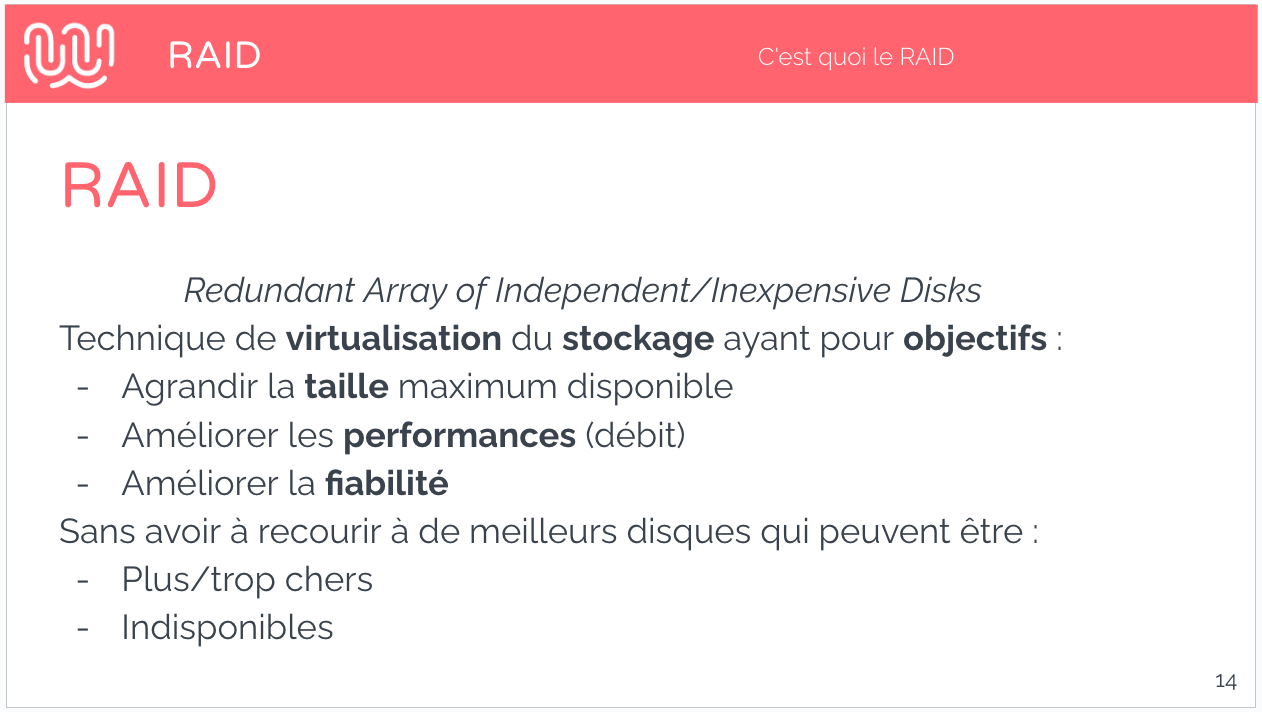 RAID
C'est quoi le RAID
RAID
Redundant Array of Independent/Inexpensive Disks
Technique de virtualisation du stockage ayant pour objectifs :
- Agrandir la taille maximum disponible
- Améliorer les performances (débit)
- Améliorer la fiabilité
Sans avoir à recourir à de meilleurs disques qui peuvent être :
- Plus/trop chers
- Indisponibles
14